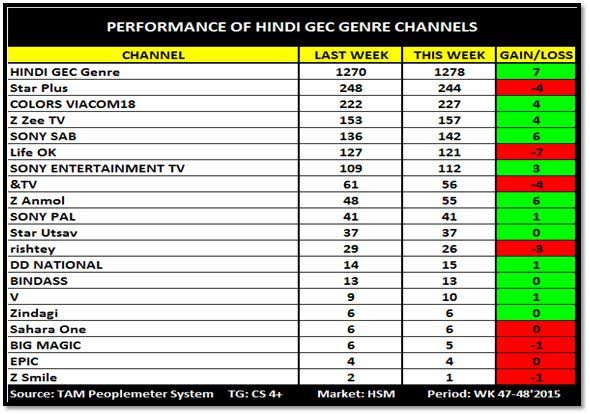 PERFORMANCE OF HINDI GEC GENRE CHANNELS
CHANNEL LAST WEEK THIS WEEK GAIN/LOSS
HINDI GEC Genre 1270 1278 7
Star Plus 248 244 -4
COLORS VIACOM18 222 227 4
Z Zee TV 153 157 4
SONY SAB 136 142 6
Life OK 127 121 -7
SONY ENTERTAINMENT TV 109 112 3
&TV 61 56 -4
Z Anmol 48 55 6
SONY PAL 41 41 1
Star Utsav 37 37 0
rishtey 29 26 -3
DD NATIONAL 14 15 1
BINDASS 13 13 0
V 9 10 1
Zindagi 6 6 0
Sahara One 6 6 0
BIG MAGIC 6 5 -1
EPIC 4 4 0
Z Smile 2 1 -1
Source: TAM Peoplemeter System TG: CS 4+ Market: HSM Period: WK 47-48'2015